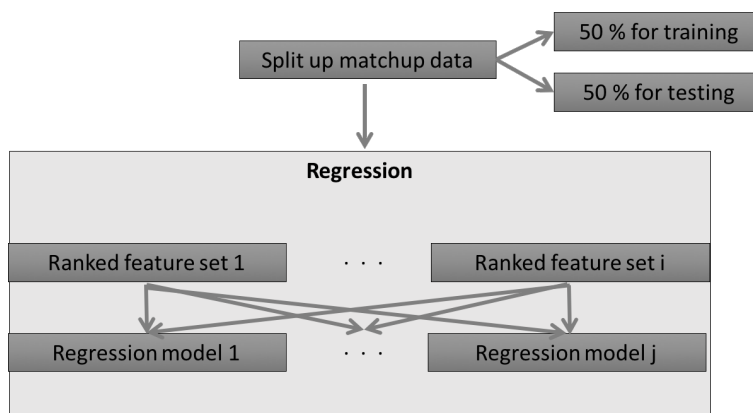 50 % for training
Split up matchup data
50 % for testing
Regression
Ranked feature set 1
. . .
Ranked feature set i
Regression model 1
. . .
Regression model j